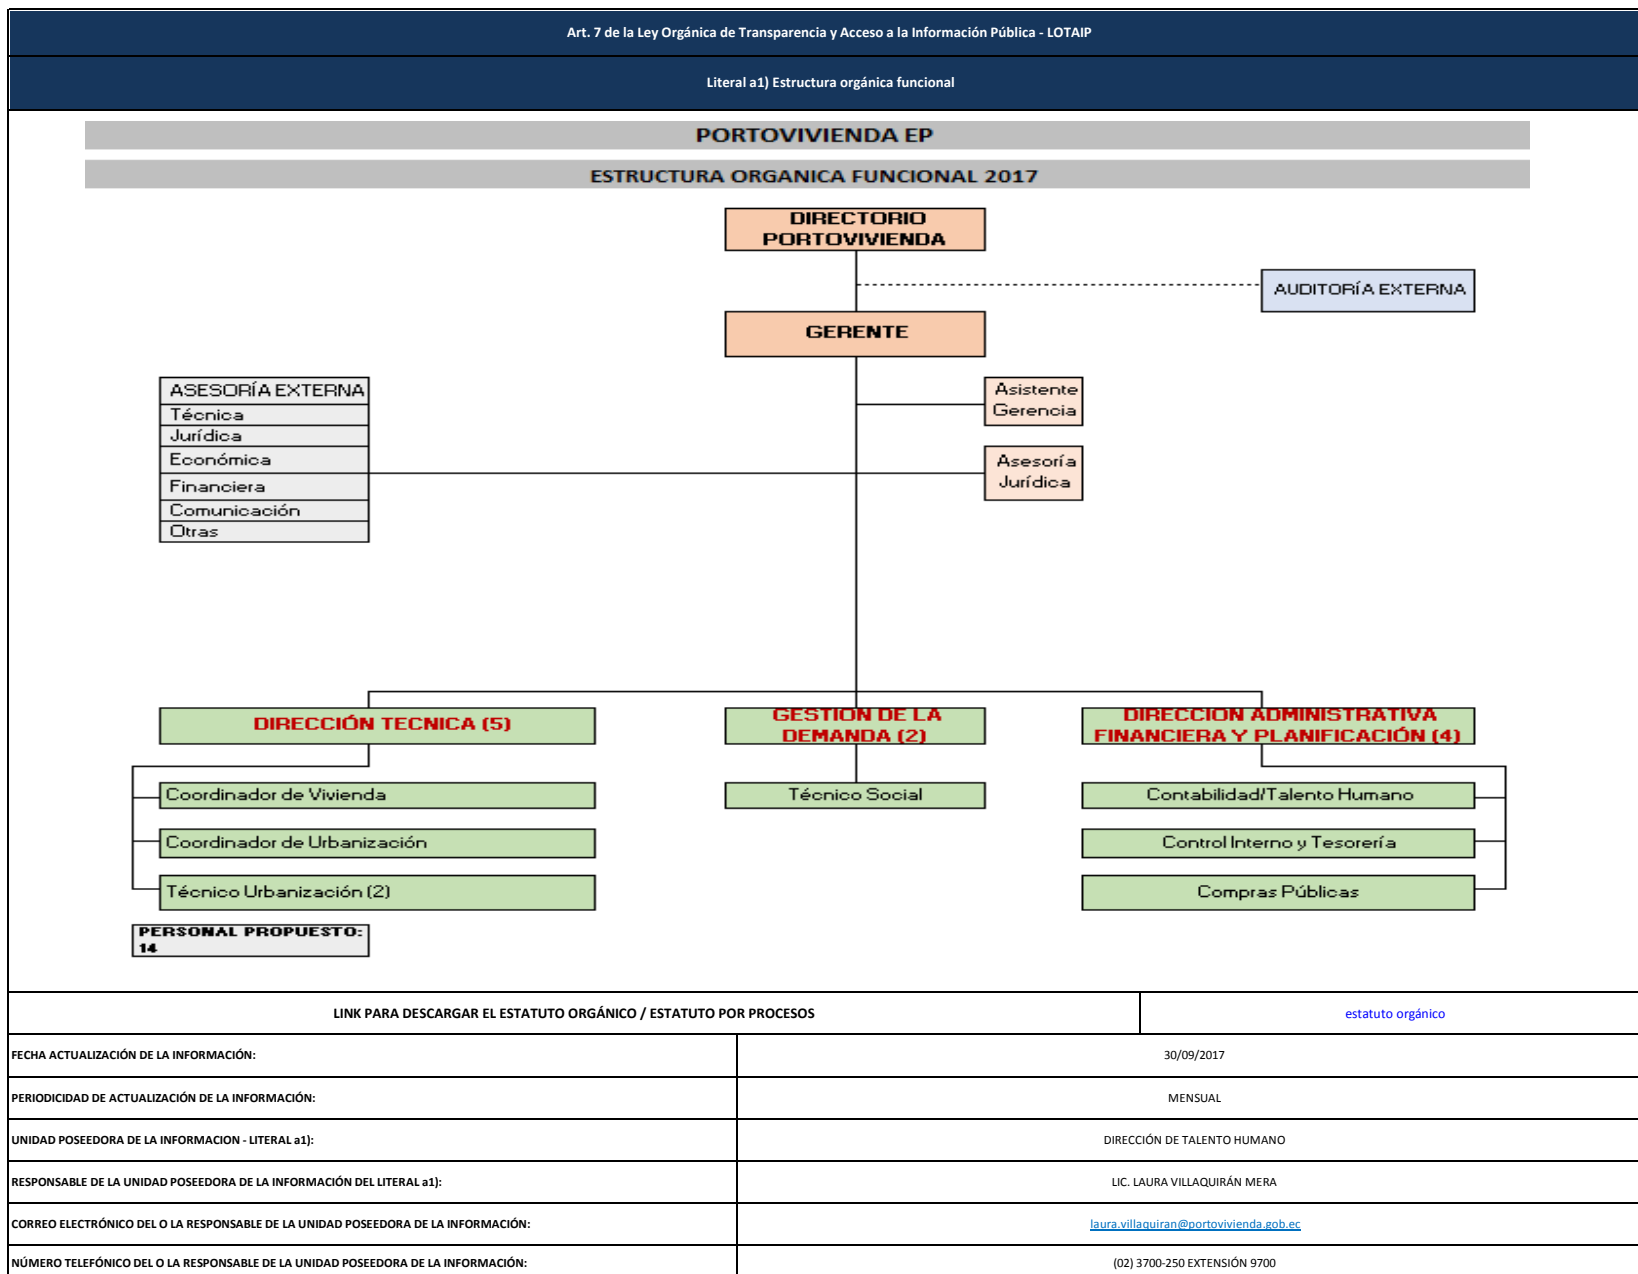 Art. 7 de la Ley Orgánica de Transparencia y Acceso a la Información Pública - LOTAIP
Literal a1) Estructura orgánica funcional
PORTOVIVIENDA EP
ESTRUCTURA ORGANICA FUNCIONAL 2017
DIRECTORIO
PORTOVIVIENDA
AUDITORÍA EXTERNA
GERENTE
ASESORÍA EXTERNA
Técnica
Jurídica
Económica
Financiera
Comunicación
Otras
Asistente
Gerencia
Asesoría
Jurídica
DIRECCIÓN TECNICA (5)
GESTION DE LA
DEMANDA (2)
DIRECCION ADMINISTRATIVA
FINANCIERA Y PLANIFICACIÓN (4)
Coordinador de Vivienda
Técnico Social
Contabilidad/Talento Humano
Coordinador de Urbanización
Control Interno y Tesorería
Técnico Urbanización (2)
Compras Públicas
PERSONAL PROPUESTO:
14
LINK PARA DESCARGAR EL ESTATUTO ORGÁNICO / ESTATUTO POR PROCESOS
estatuto orgánico
FECHA ACTUALIZACIÓN DE LA INFORMACIÓN:
30/09/2017
PERIODICIDAD DE ACTUALIZACIÓN DE LA INFORMACIÓN:
MENSUAL
UNIDAD POSEEDORA DE LA INFORMACION - LITERAL a1):
DIRECCIÓN DE TALENTO HUMANO
RESPONSABLE DE LA UNIDAD POSEEDORA DE LA INFORMACIÓN DEL LITERAL a1):
LIC. LAURA VILLAQUIRÁN MERA
CORREO ELECTRÓNICO DEL O LA RESPONSABLE DE LA UNIDAD POSEEDORA DE LA INFORMACIÓN:
laura.villaquiran@portovivienda.gob.ec
NÚMERO TELEFÓNICO DEL O LA RESPONSABLE DE LA UNIDAD POSEEDORA DE LA INFORMACIÓN:
(02) 3700-250 EXTENSIÓN 9700